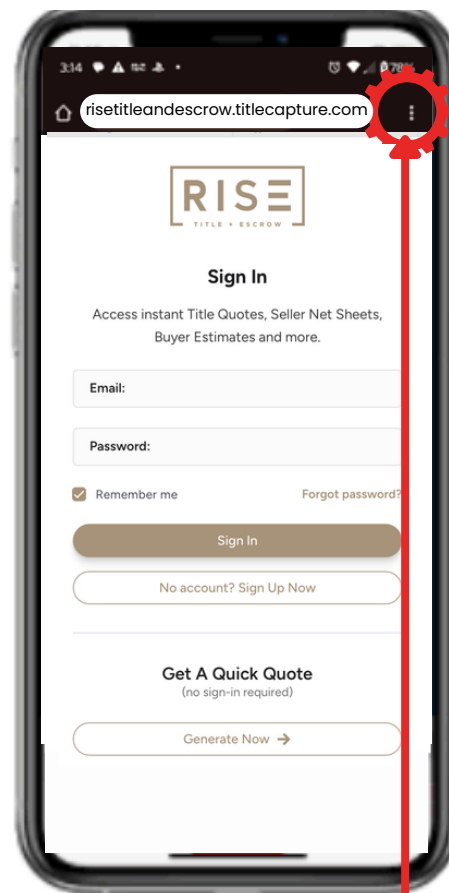 3:14
78%
risetitleandescrow.titlecapture.com
RISE
TITLE + ESCROW
Sign In
Access instant Title Quotes, Seller Net Sheets,
Buyer Estimates and more.
Email:
Password:
Remember me
Forgot password?
Sign In
No account? Sign Up Now
Get A Quick Quote
(no sign-in required)
Generate Now →